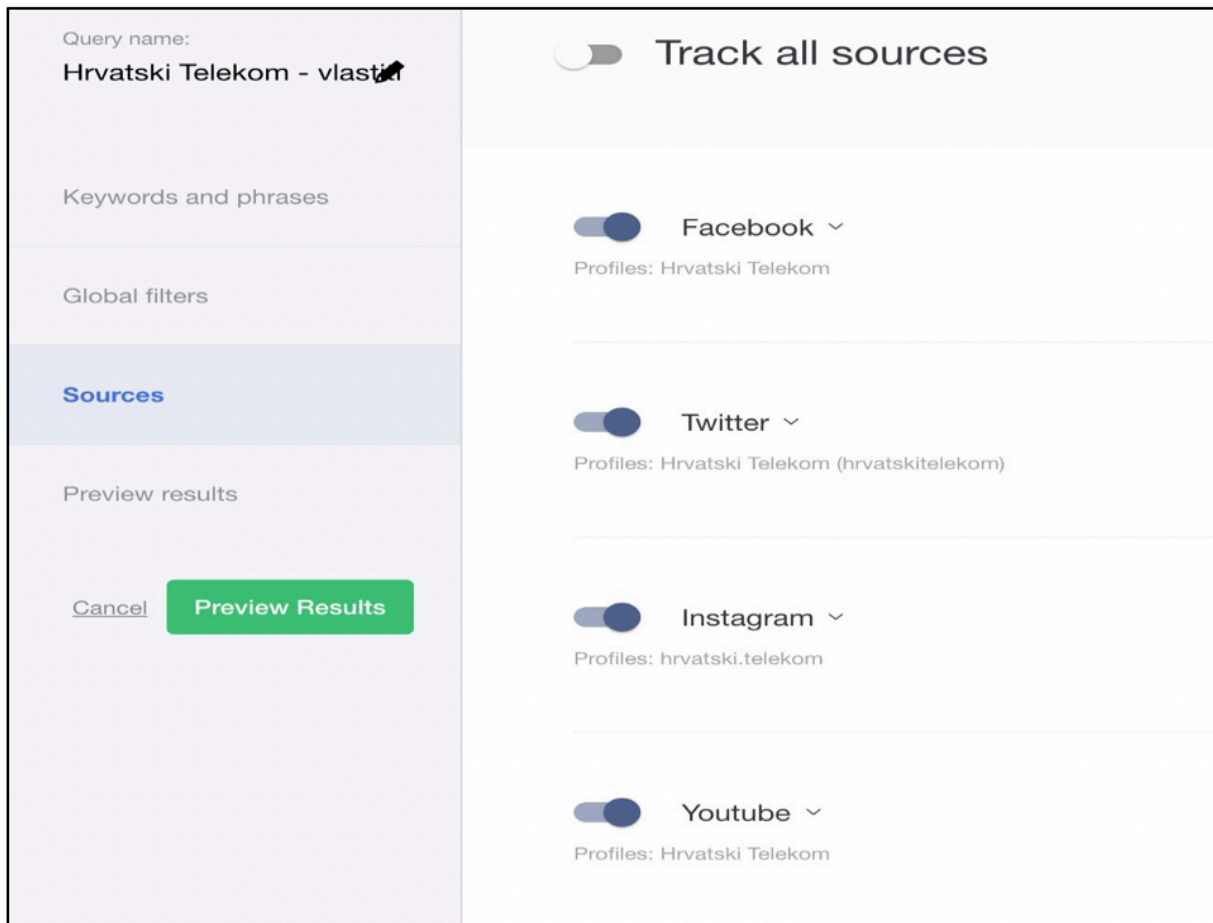 Query name:
Hrvatski Telekom -
Keywords and phrases
Global filters
Sources
Preview results
Cancel
Preview Results
Track all sources
Facebook
Profiles: Hrvatski Telekom
Twitter
Profiles: Hrvatski Telekom (hrvatskitelekom)
Instagram
Profiles: hrvatski.telekom
Youtube
Profiles: Hrvatski Telekom